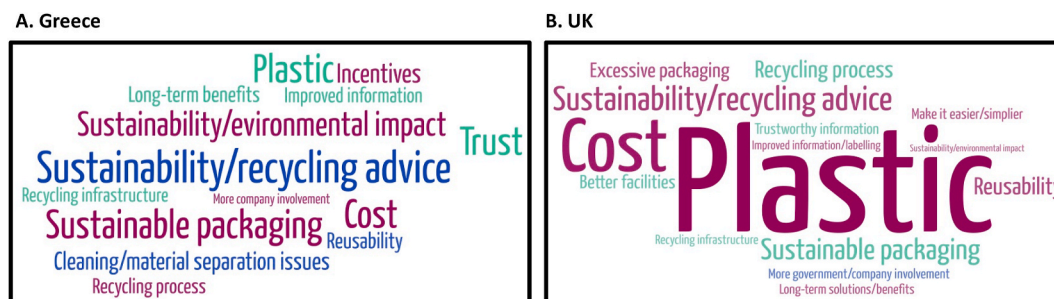 A. Greece
Plastic
Incentives
Long-term benefits
Improved information
Sustainability/evironmental impact
Trust
Sustainability/recycling advice
Recycling infrastructure
More company involvement
Sustainable packaging
Cost
Reusability
Cleaning/material separation issues
Recycling process
B. UK
Excessive packaging
Recycling process
Sustainability/recycling advice
Make it easier/simplier
Cost
Plastic
Trustworthy information
Improved information/labelling
Sustainability/environmental impact
Better facilities
Reusability
Recycling infrastructure
Sustainable packaging
More government/company involvement
Long-term solutions/benefits